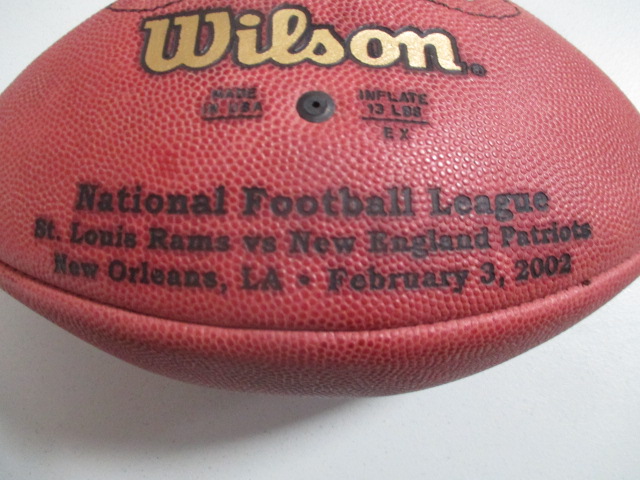 Wilson®
MADE
IN USA
INFLATE
13 LBS
EX
National Football League
St. Louis Rams vs New England Patriots
New Orleans, LA • February 3, 2002